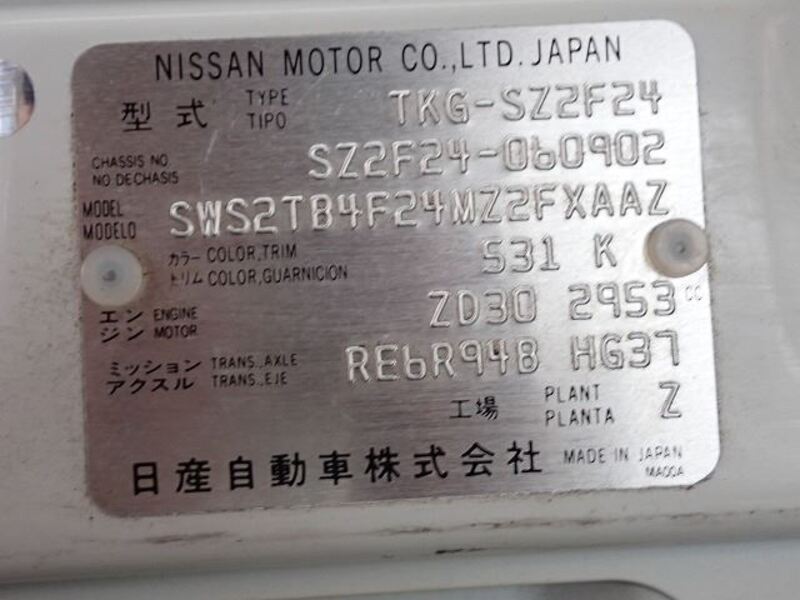 NISSAN MOTOR CO.,LTD. JAPAN
型式 TYPE TIPO TKG-SZ2F24
CHASSIS NO. NO DE CHASIS SZ2F24-060902
MODEL MODELO SWS2TB4F24MZ2FXAAZ
カラー COLOR,TRIM
トリム COLOR,GUARNICION S31 K
エンジン ENGINE MOTOR ZD30 2953 CC
ミッション TRANS.,AXLE
アクスル TRANS.,EJE RE6R94B HG37
工場 PLANT PLANTA Z
日産自動車株式会社 MADE IN JAPAN
MA00A